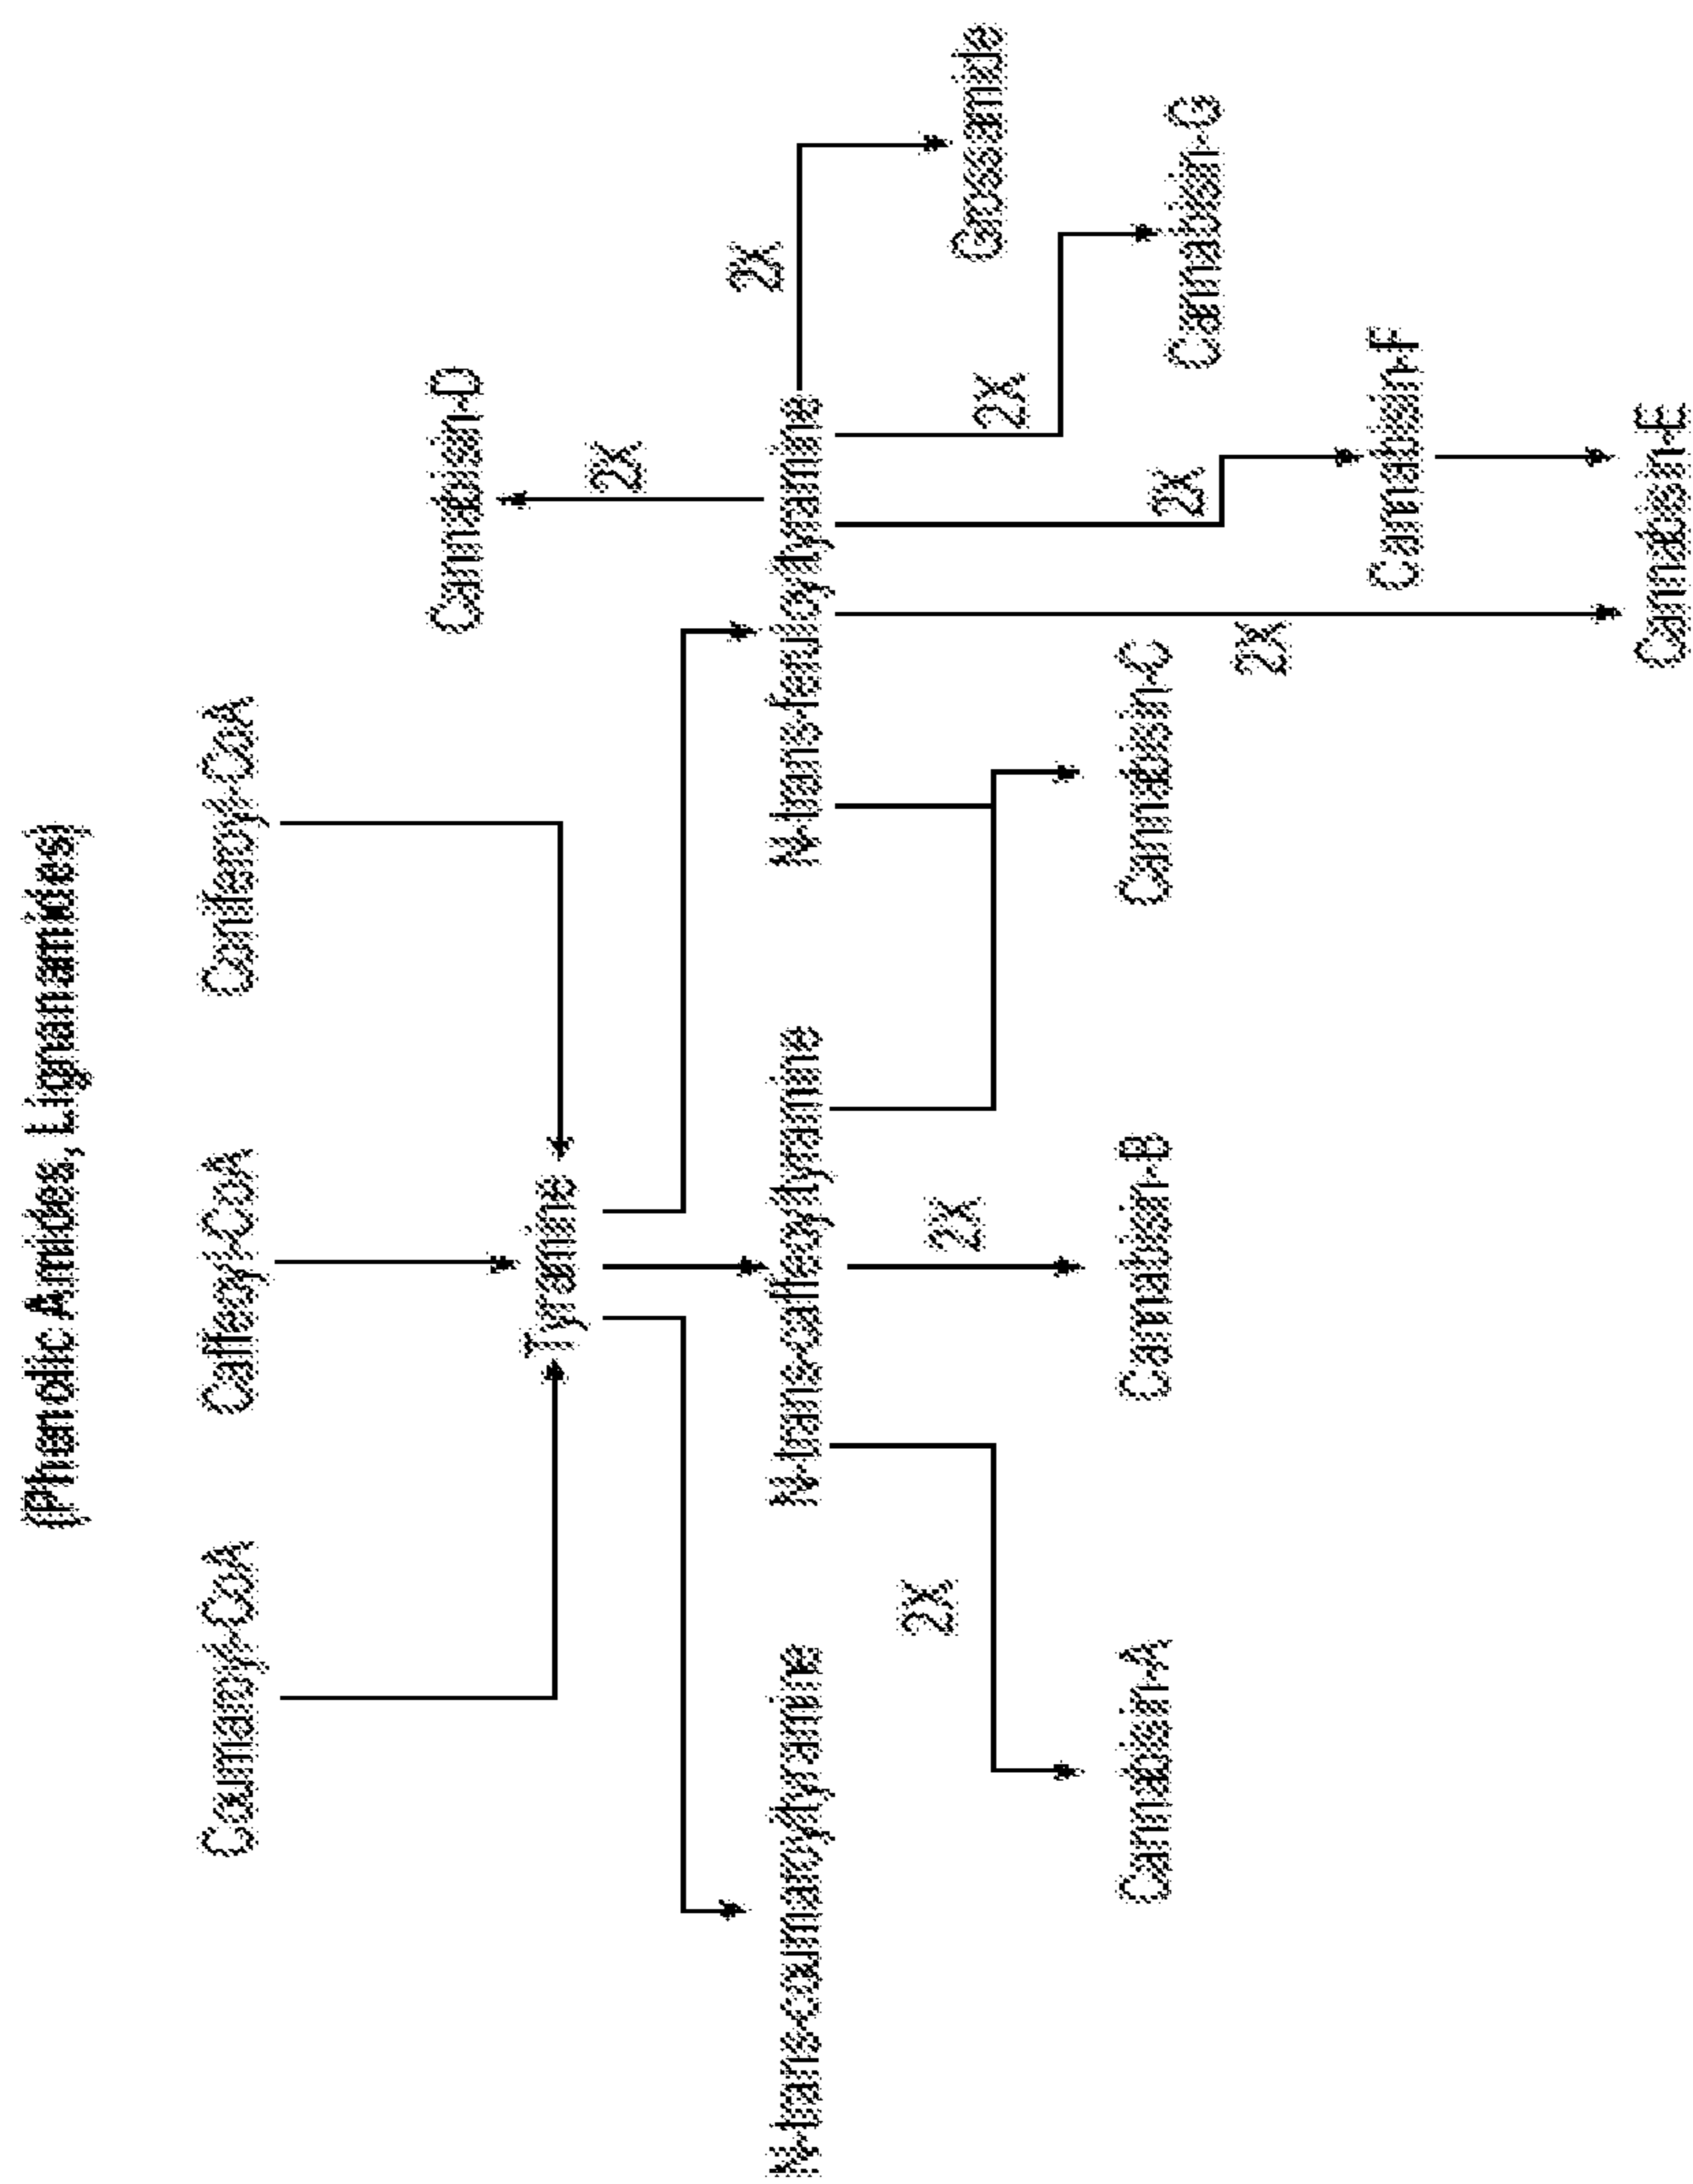 (Phenolic Amides, Lignanamides)
Coumaroyl-CoA
Caffeoyl-CoA
Coniferoyl-CoA
Cannabisin-D
Tyramine
2X
2X
N-trans-coumaroyltyramine
N-trans-caffeoyltyramine
N-trans-feruloyltyramine
2X
2X
2X
Grossamide
Cannabisin-A
Cannabisin-B
Cannabisin-C
2X
Cannabisin-G
2X
Cannabisin-F
Cannabisin-E